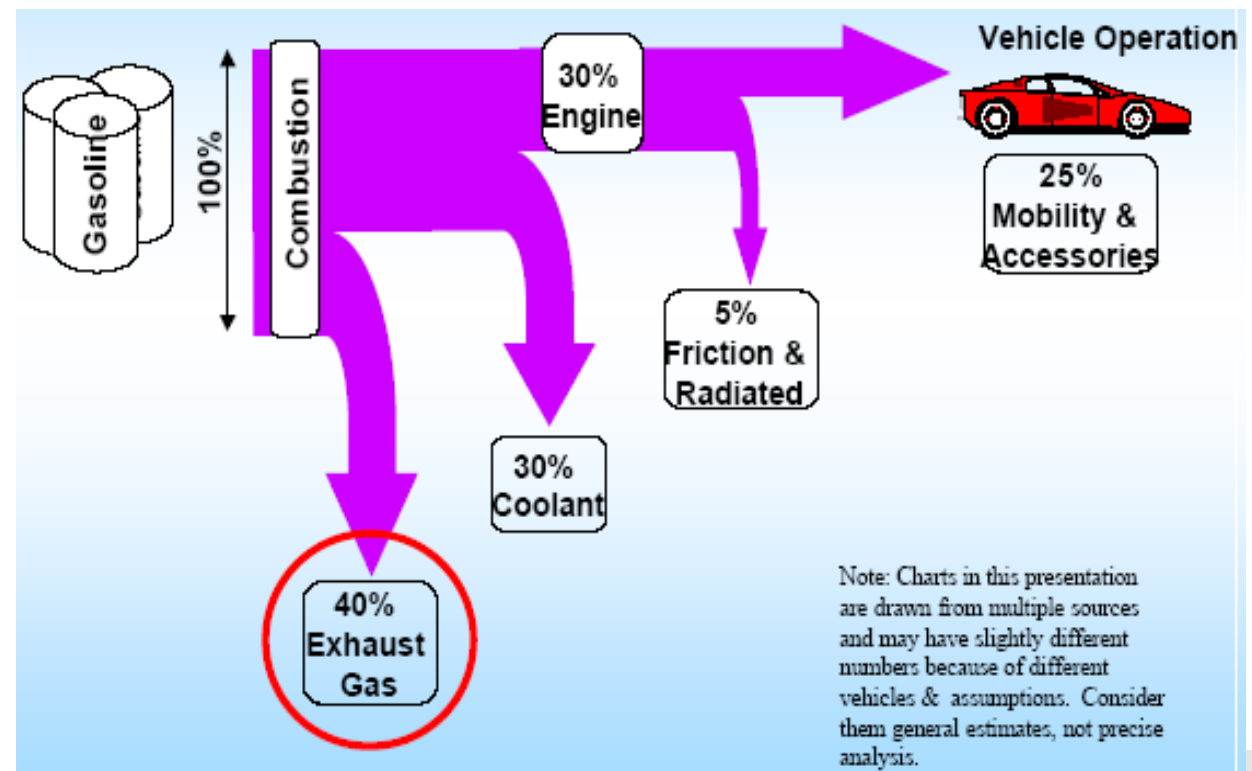 Gasoline
100%
Combustion
30%
Engine
Vehicle Operation
25%
Mobility &
Accessories
5%
Friction &
Radiated
30%
Coolant
40%
Exhaust
Gas
Note: Charts in this presentation
are drawn from multiple sources
and may have slightly different
numbers because of different
vehicles & assumptions. Consider
them general estimates, not precise
analysis.